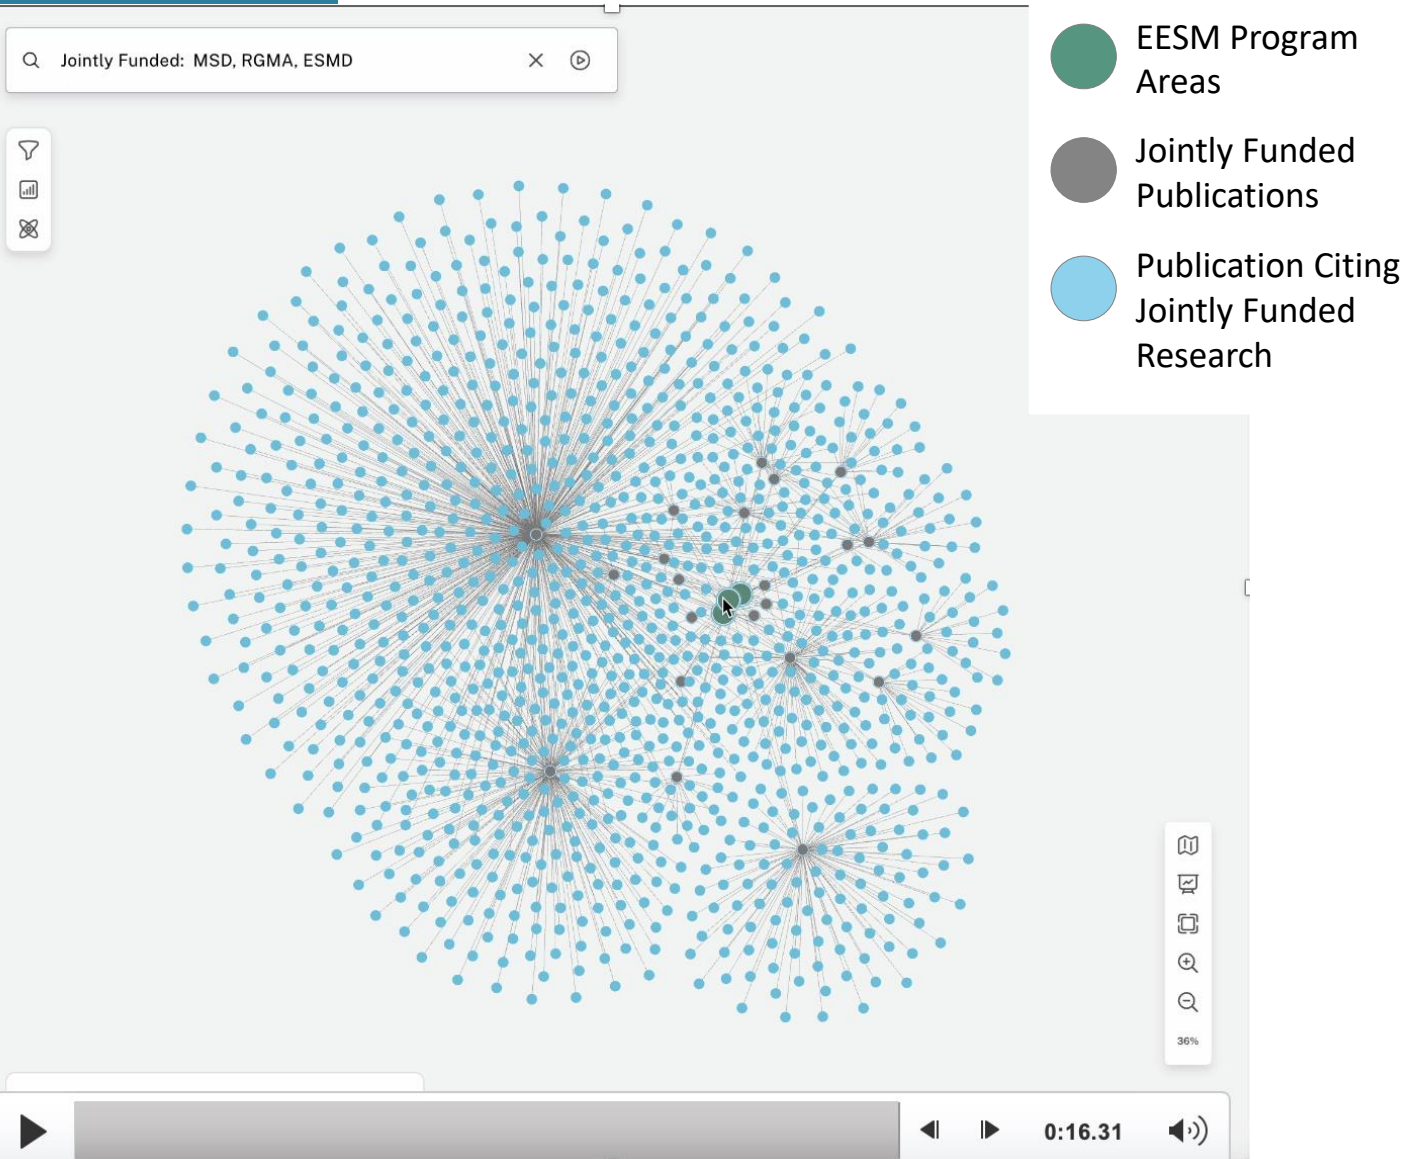 Jointly Funded: MSD, RGMA, ESMD
EESM Program
Areas
Jointly Funded
Publications
Publication Citing
Jointly Funded
Research
36%
0:16.31